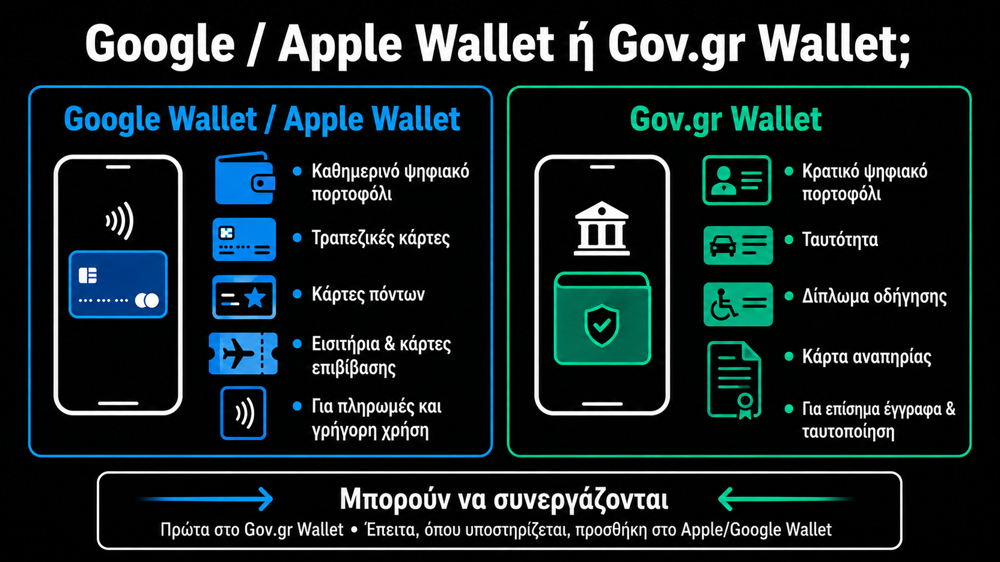 Google / Apple Wallet ή Gov.gr Wallet;
Google Wallet / Apple Wallet
• Καθημερινό ψηφιακό
πορτοφόλι
• Τραπεζικές κάρτες
• Κάρτες πόντων
• Εισιτήρια & κάρτες
επιβίβασης
• Για πληρωμές και
γρήγορη χρήση
Gov.gr Wallet
• Κρατικό ψηφιακό
πορτοφόλι
• Ταυτότητα
• Δίπλωμα οδήγησης
• Κάρτα αναπηρίας
• Για επίσημα έγγραφα &
ταυτοποίηση
Μπορούν να συνεργάζονται
Πρώτα στο Gov.gr Wallet • Έπειτα, όπου υποστηρίζεται, προσθήκη στο Apple/Google Wallet